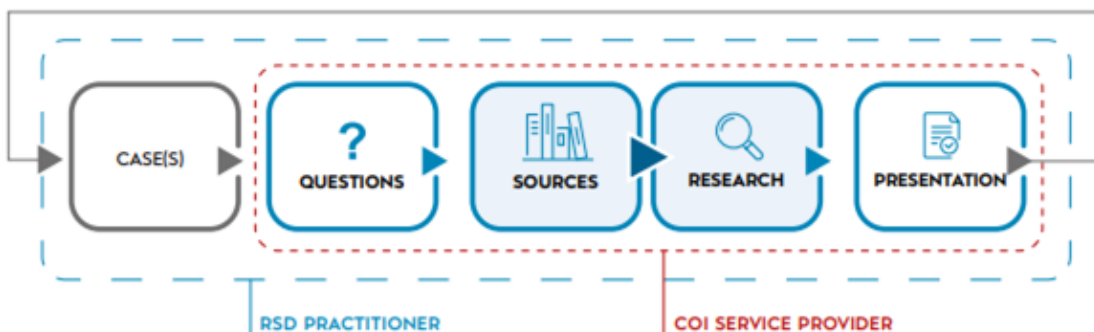 CASE(S)
?
QUESTIONS
SOURCES
RESEARCH
PRESENTATION
RSD PRACTITIONER
COI SERVICE PROVIDER